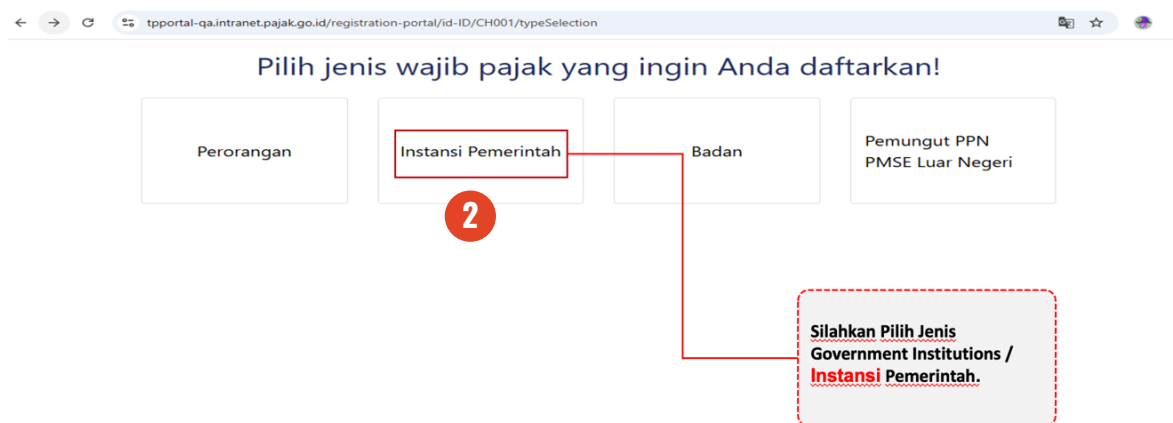 tpportal-qa.intranet.pajak.go.id/registration-portal/id-ID/CH001/typeSelection
Pilih jenis wajib pajak yang ingin Anda daftarkan!
Perorangan
Instansi Pemerintah
Badan
Pemungut PPN
PMSE Luar Negeri
2
Silahkan Pilih Jenis
Government Institutions /
Instansi Pemerintah.